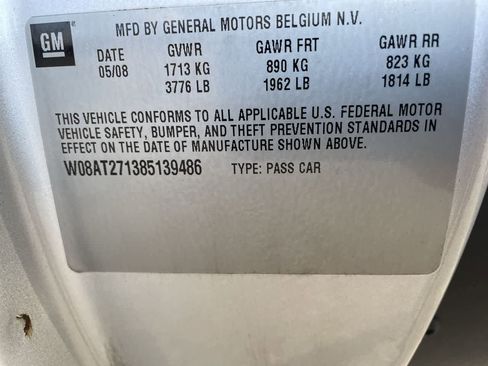 GM
MFD BY GENERAL MOTORS BELGIUM N.V.
DATE GVWR GAWR FRT GAWR RR
05/08 1713 KG 890 KG 823 KG
3776 LB 1962 LB 1814 LB
THIS VEHICLE CONFORMS TO ALL APPLICABLE U.S. FEDERAL MOTOR
VEHICLE SAFETY, BUMPER, AND THEFT PREVENTION STANDARDS IN
EFFECT ON THE DATE OF MANUFACTURE SHOWN ABOVE.
W08AT271385139486 TYPE: PASS CAR